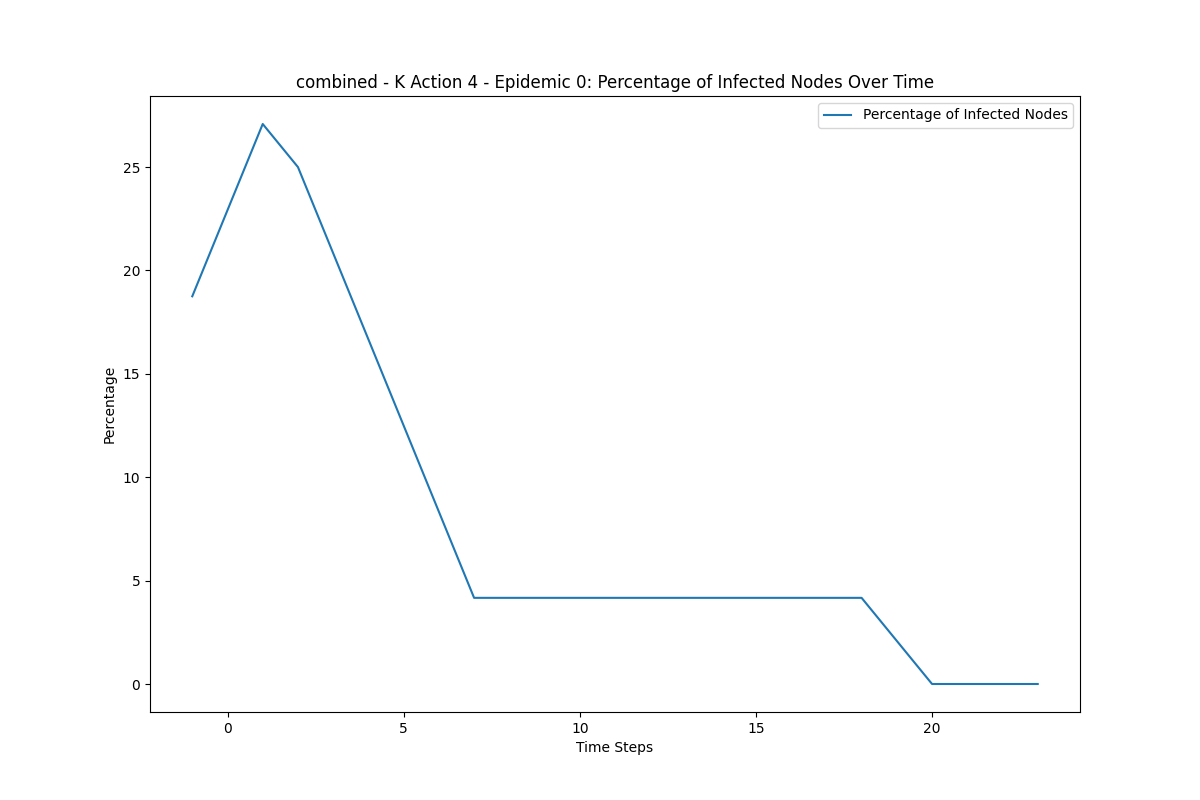 combined - K Action 4 - Epidemic 0: Percentage of Infected Nodes Over Time
Percentage of Infected Nodes
25
20
15
10
5
0
Percentage
0 5 10 15 20
Time Steps